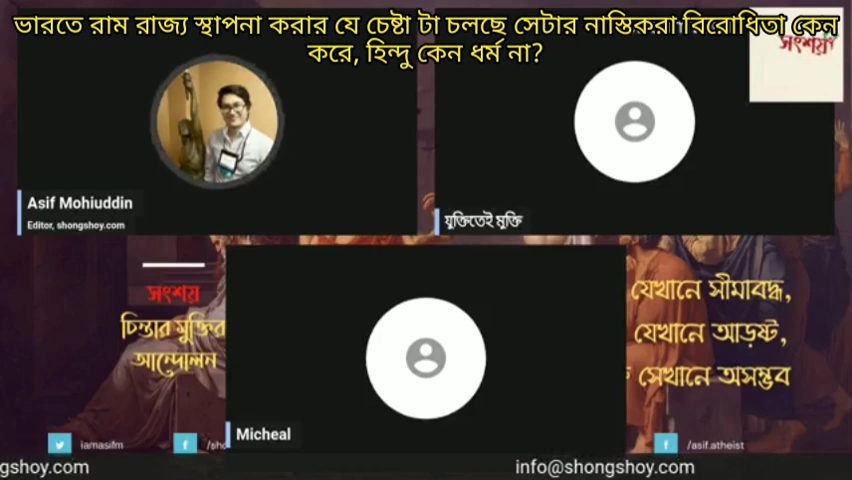 ভারতে রাম রাজ্য স্থাপনা করার যে চেষ্টা টা চলছে সেটার নাস্তিকরা বিরোধিতা কেন
করে, হিন্দু কেন ধর্ম না?
সংশয়
Asif Mohiuddin
Editor, shongshoy.com
যুক্তিতেই মুক্তি
সংশয়
চিন্তার মুক্তির
আন্দোলন
যেখানে সীমাবদ্ধ,
যেখানে আড়ষ্ট,
সেখানে অসম্ভব
Micheal
iamasifm
/sho
/asif.atheist
gshoy.com
info@shongshoy.com